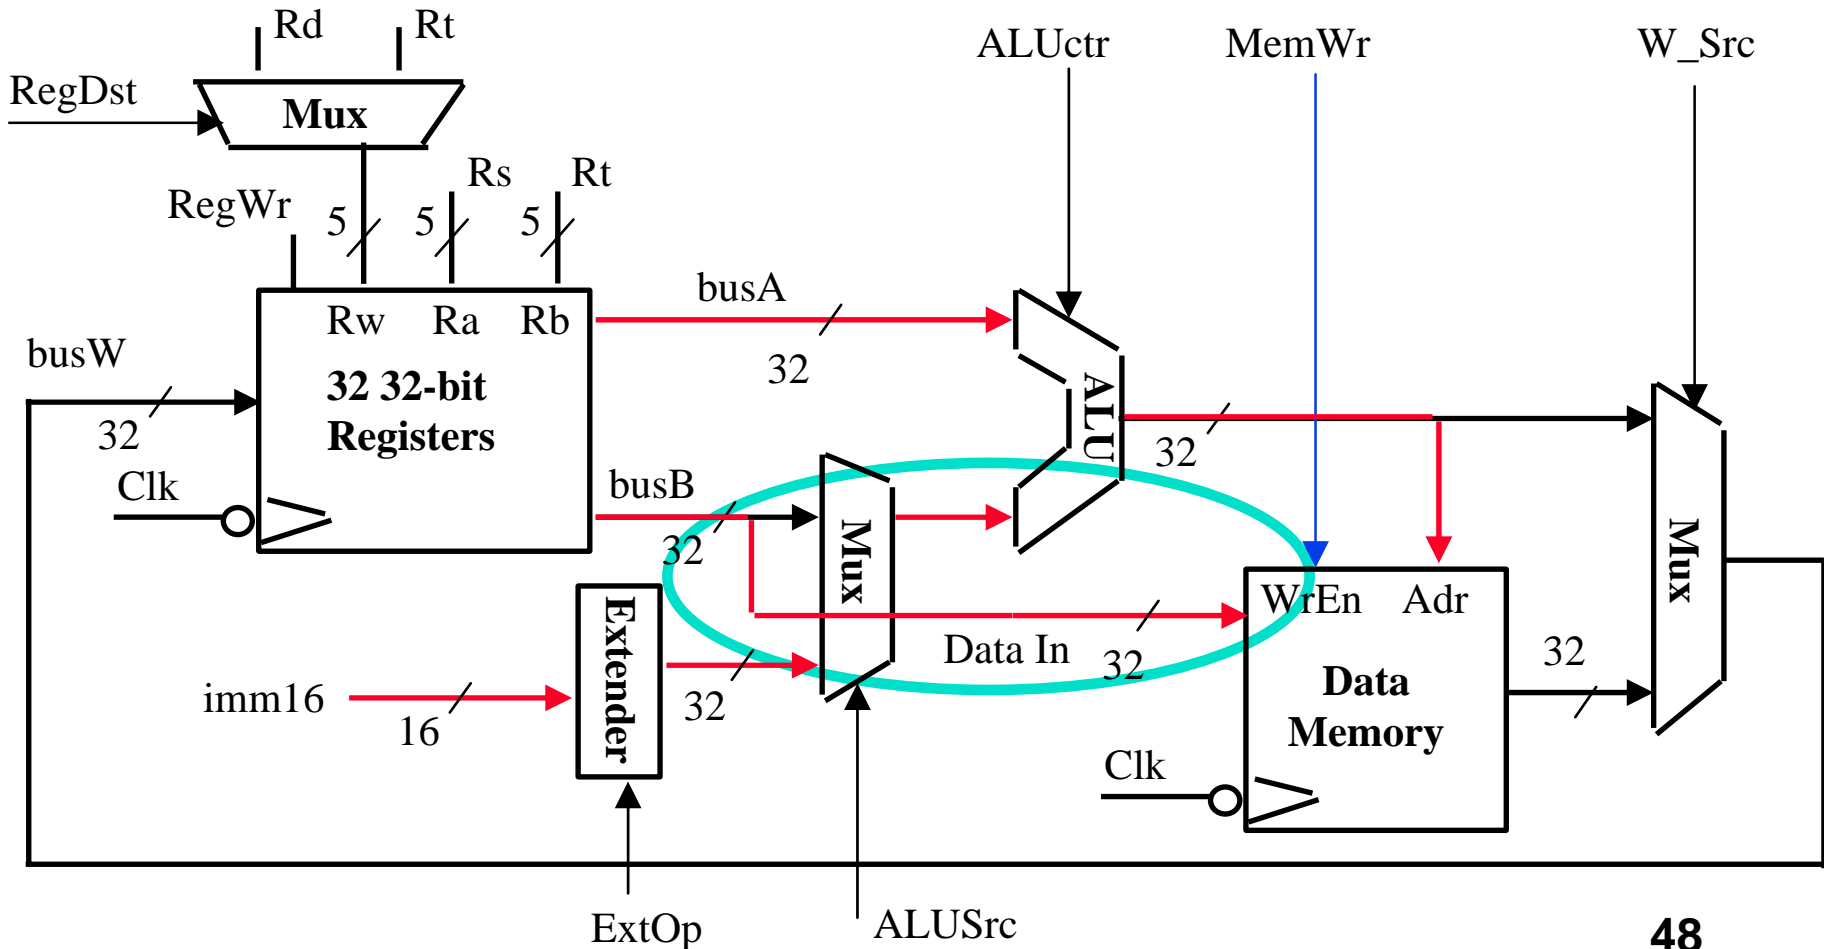 Rd
Rt
ALUctr
MemWr
W_Src
RegDst
Mux
Rs
Rt
RegWr
5
5
5
busA
Rw
Ra
Rb
busW
32
32 32-bit
Registers
ALU
32
32
Clk
busB
32
Mux
Mux
WrEn
Adr
Extender
Data In
32
32
imm16
16
32
Data
Memory
Clk
ExtOp
ALUSrc
48